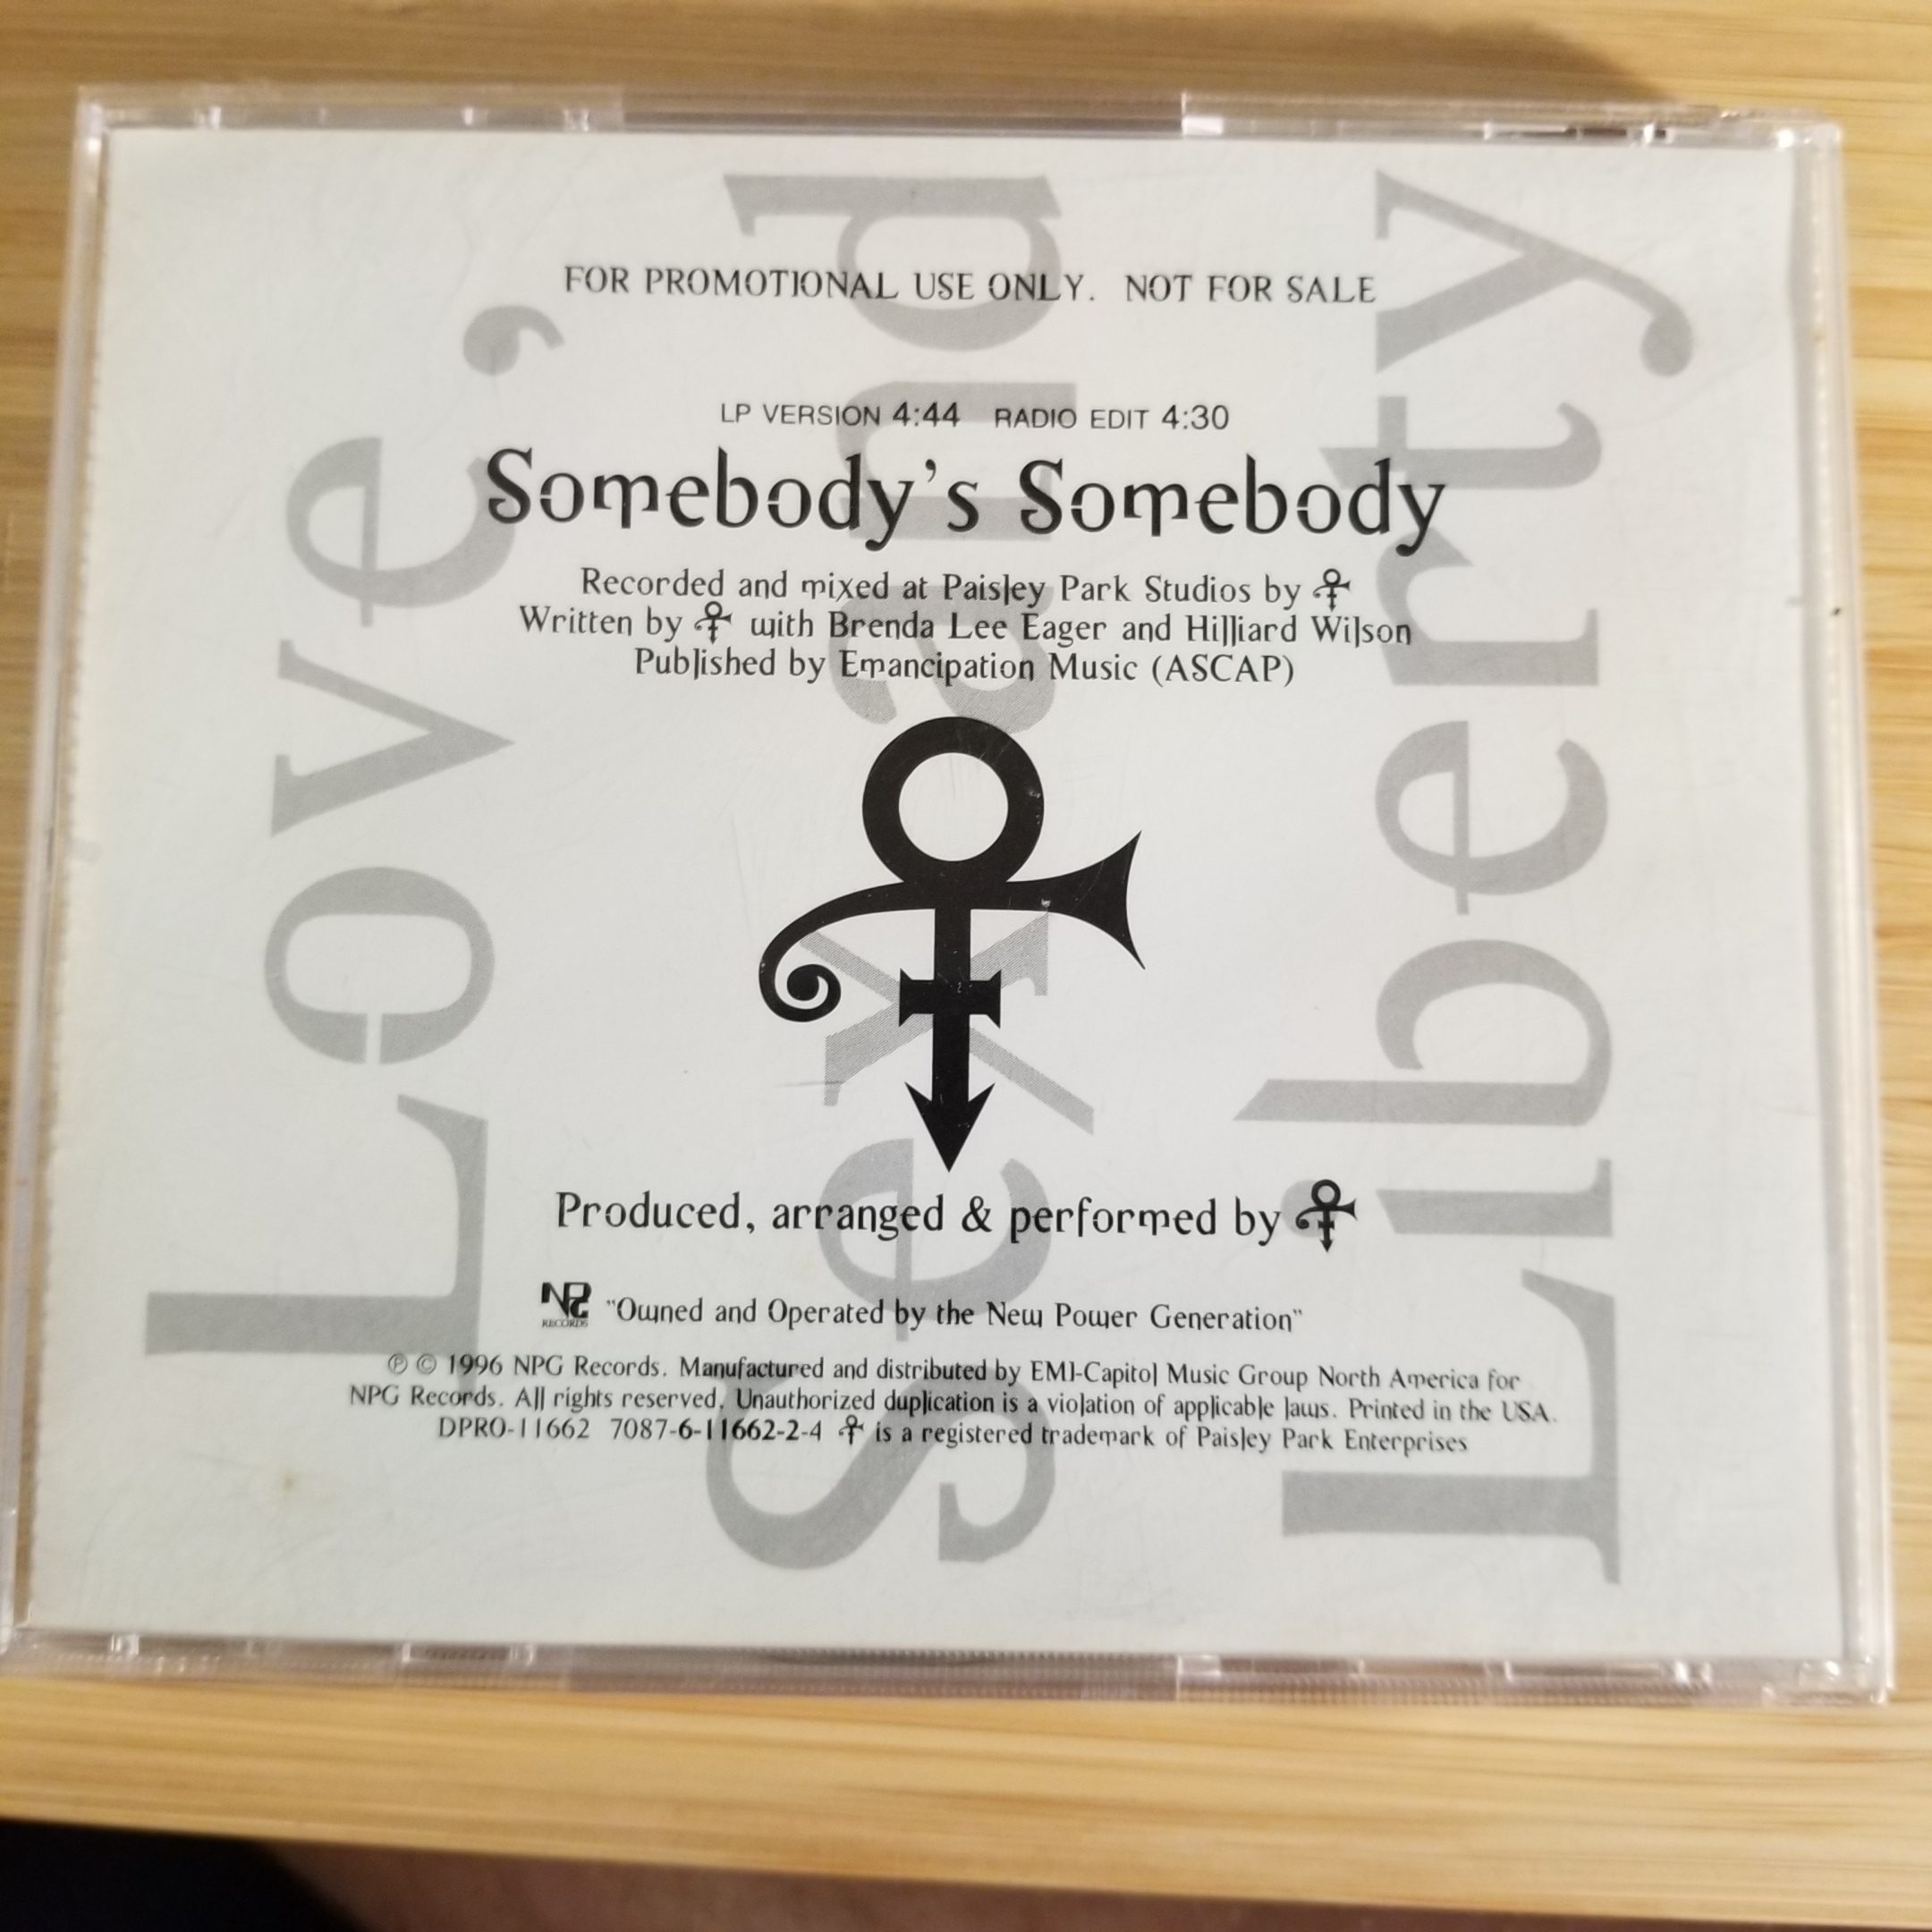 FOR PROMOTIONAL USE ONLY. NOT FOR SALE
LP VERSION 4:44 RADIO EDIT 4:30
Somebody's Somebody
Recorded and mixed at Paisley Park Studios by
Written by with Brenda Lee Eager and Hilliard Wilson
Published by Emancipation Music (ASCAP)
Produced, arranged & performed by
NPG RECORDS "Owned and Operated by the New Power Generation"
℗ © 1996 NPG Records. Manufactured and distributed by EMI-Capitol Music Group North America for
NPG Records. All rights reserved. Unauthorized duplication is a violation of applicable laws. Printed in the USA.
DPRO-11662 7087-6-11662-2-4 is a registered trademark of Paisley Park Enterprises
Love,
Sex and
Liberty